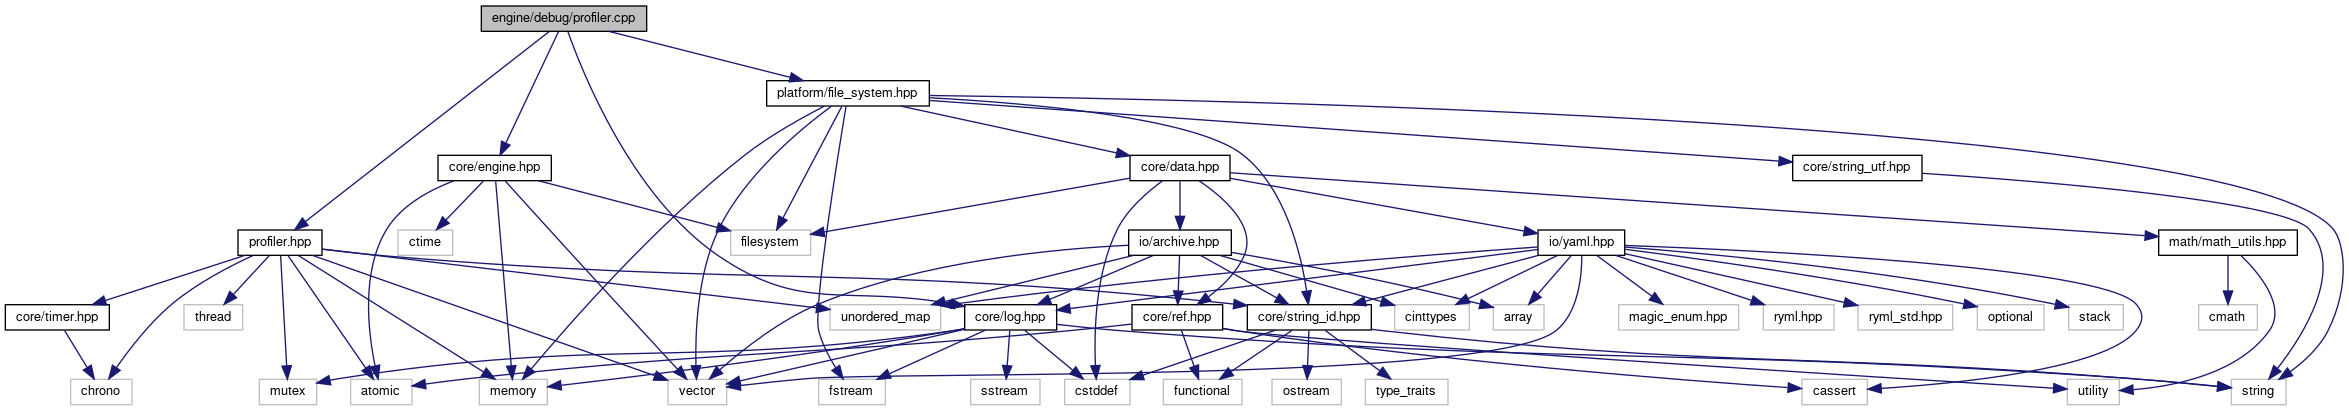 engine/debug/profiler.cpp
platform/file_system.hpp
core/engine.hpp
core/data.hpp
core/string_utf.hpp
profiler.hpp
ctime
filesystem
io/archive.hpp
io/yaml.hpp
math/math_utils.hpp
core/timer.hpp
thread
unordered_map
core/log.hpp
core/ref.hpp
core/string_id.hpp
cinttypes
array
magic_enum.hpp
ryml.hpp
ryml_std.hpp
optional
stack
cmath
chrono
mutex
atomic
memory
vector
fstream
sstream
cstddef
functional
ostream
type_traits
cassert
utility
string